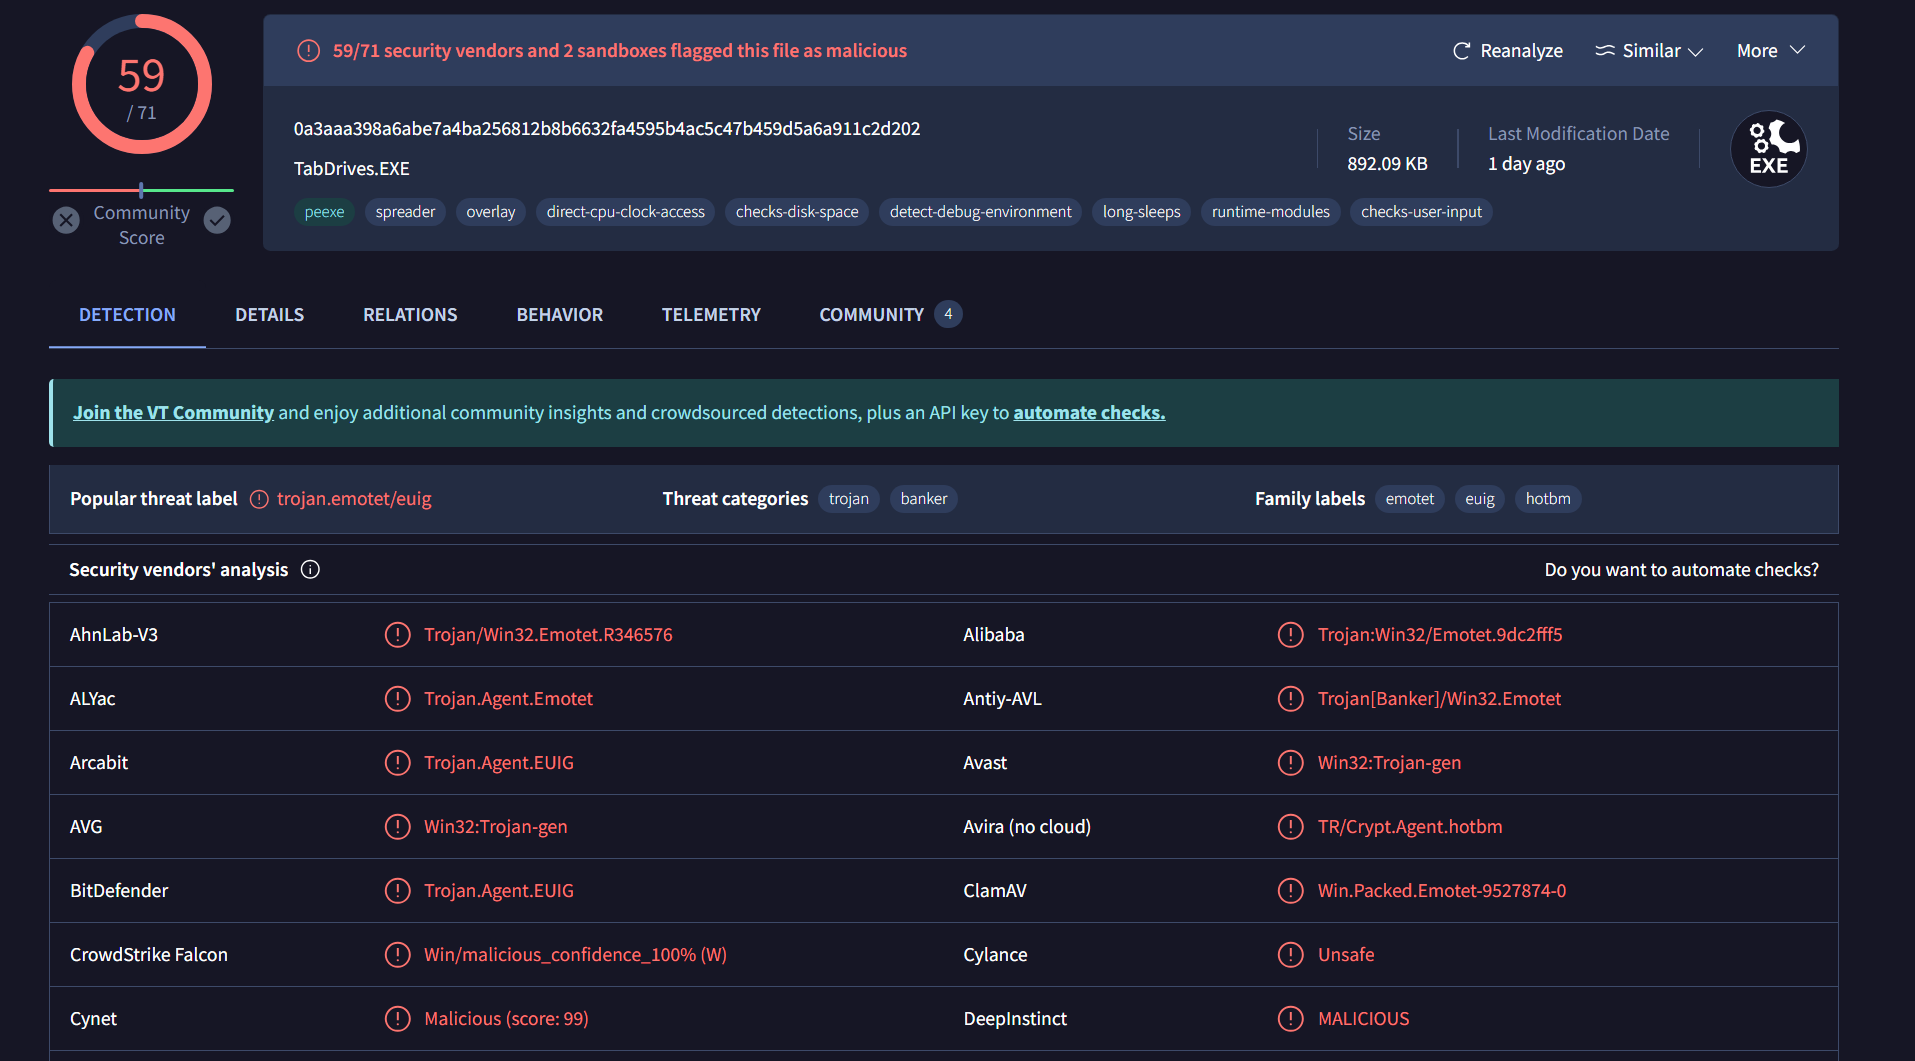 59
/ 71
Community
Score
59/71 security vendors and 2 sandboxes flagged this file as malicious
Reanalyze
Similar
More
0a3aaa398a6abe7a4ba256812b8b6632fa4595b4ac5c47b459d5a6a911c2d202
TabDrives.EXE
Size
892.09 KB
Last Modification Date
1 day ago
EXE
peexe spreader overlay direct-cpu-clock-access checks-disk-space detect-debug-environment long-sleeps runtime-modules checks-user-input
DETECTION DETAILS RELATIONS BEHAVIOR TELEMETRY COMMUNITY 4
Join the VT Community and enjoy additional community insights and crowdsourced detections, plus an API key to automate checks.
Popular threat label trojan.emotet/euig Threat categories trojan banker Family labels emotet euig hotbm
Security vendors' analysis Do you want to automate checks?
AhnLab-V3 Trojan/Win32.Emotet.R346576 Alibaba Trojan:Win32/Emotet.9dc2fff5
ALYac Trojan.Agent.Emotet Antiy-AVL Trojan[Banker]/Win32.Emotet
Arcabit Trojan.Agent.EUIG Avast Win32:Trojan-gen
AVG Win32:Trojan-gen Avira (no cloud) TR/Crypt.Agent.hotbm
BitDefender Trojan.Agent.EUIG ClamAV Win.Packed.Emotet-9527874-0
CrowdStrike Falcon Win/malicious_confidence_100% (W) Cylance Unsafe
Cynet Malicious (score: 99) DeepInstinct MALICIOUS